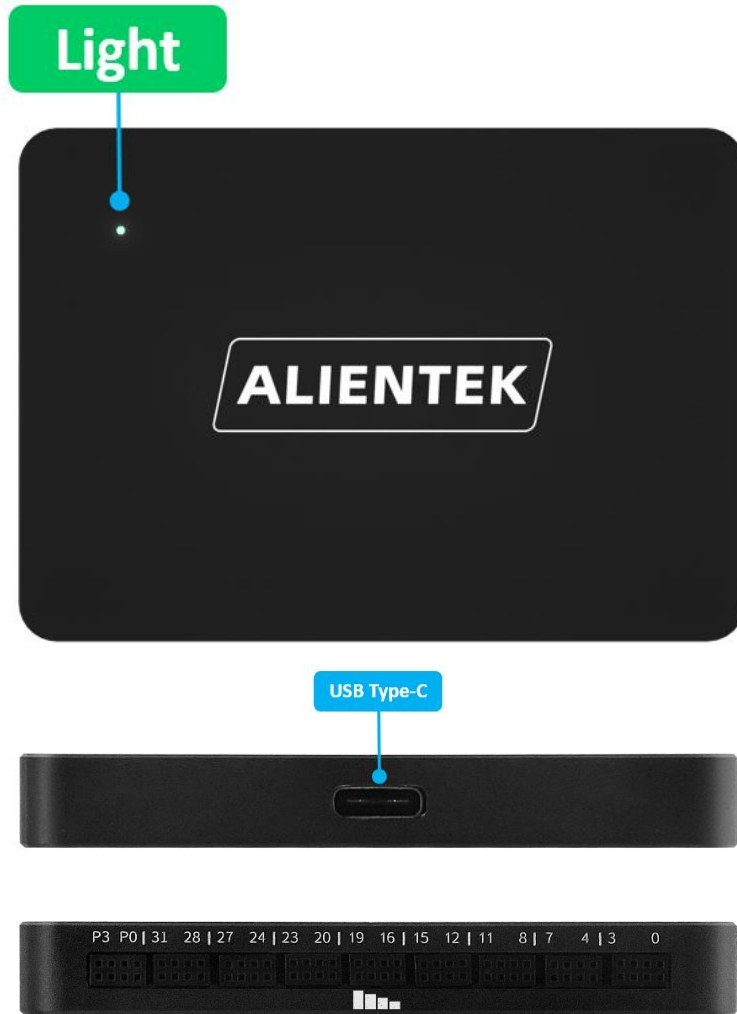 Light
ALIENTEK
USB Type-C
P3 P0 | 31 28 | 27 24 | 23 20 | 19 16 | 15 12 | 11 8 | 7 4 | 3 0